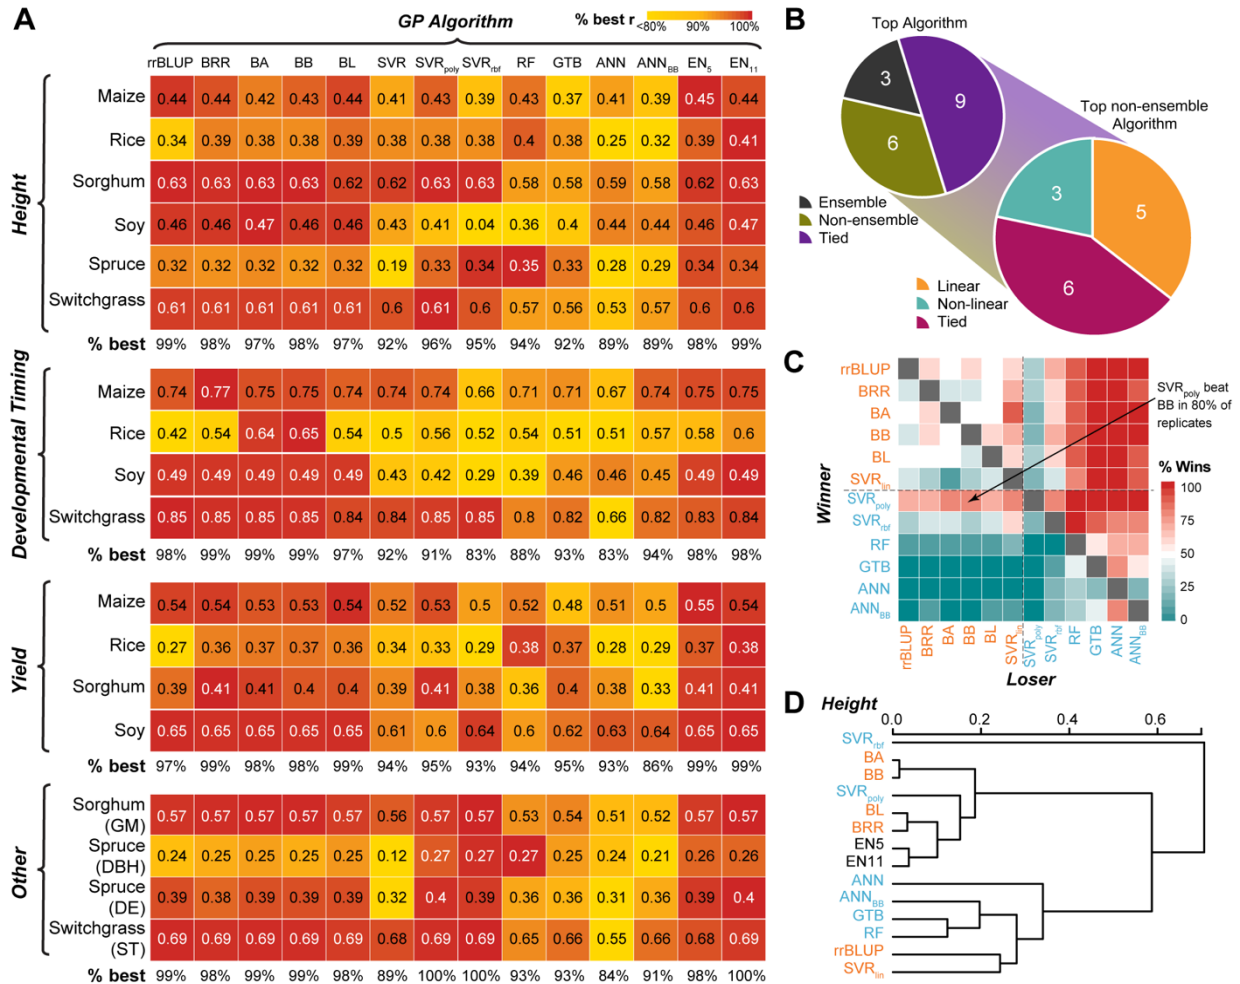 A
GP Algorithm
% best r
<80% 90% 100%
rrBLUP BRR BA BB BL SVR SVRpoly SVRrbf RF GTB ANN ANNBB EN5 EN11
Height
Maize 0.44 0.44 0.42 0.43 0.44 0.41 0.43 0.39 0.43 0.37 0.41 0.39 0.45 0.44
Rice 0.34 0.39 0.38 0.38 0.39 0.38 0.38 0.38 0.4 0.38 0.25 0.32 0.39 0.41
Sorghum 0.63 0.63 0.63 0.63 0.62 0.62 0.63 0.63 0.58 0.58 0.59 0.58 0.62 0.63
Soy 0.46 0.46 0.47 0.46 0.46 0.43 0.41 0.04 0.36 0.4 0.44 0.44 0.46 0.47
Spruce 0.32 0.32 0.32 0.32 0.32 0.19 0.33 0.34 0.35 0.33 0.28 0.29 0.34 0.34
Switchgrass 0.61 0.61 0.61 0.61 0.61 0.6 0.61 0.6 0.57 0.56 0.53 0.57 0.6 0.6
% best 99% 98% 97% 98% 97% 92% 96% 95% 94% 92% 89% 89% 98% 99%
Developmental Timing
Maize 0.74 0.77 0.75 0.75 0.74 0.74 0.74 0.66 0.71 0.71 0.67 0.74 0.75 0.75
Rice 0.42 0.54 0.64 0.65 0.54 0.5 0.56 0.52 0.54 0.51 0.51 0.57 0.58 0.6
Soy 0.49 0.49 0.49 0.49 0.49 0.43 0.42 0.29 0.39 0.46 0.46 0.45 0.49 0.49
Switchgrass 0.85 0.85 0.85 0.85 0.84 0.84 0.85 0.85 0.8 0.82 0.66 0.82 0.83 0.84
% best 98% 99% 99% 99% 97% 92% 91% 83% 88% 93% 83% 94% 98% 98%
Yield
Maize 0.54 0.54 0.53 0.53 0.54 0.52 0.53 0.5 0.52 0.48 0.51 0.5 0.55 0.54
Rice 0.27 0.36 0.37 0.37 0.36 0.34 0.33 0.29 0.38 0.37 0.28 0.29 0.37 0.38
Sorghum 0.39 0.41 0.41 0.4 0.4 0.39 0.41 0.38 0.36 0.4 0.38 0.33 0.41 0.41
Soy 0.65 0.65 0.65 0.65 0.65 0.61 0.6 0.64 0.6 0.62 0.63 0.64 0.65 0.65
% best 97% 99% 98% 98% 99% 94% 95% 93% 94% 95% 93% 86% 99% 99%
Other
Sorghum
(GM) 0.57 0.57 0.57 0.57 0.57 0.56 0.57 0.57 0.53 0.54 0.51 0.52 0.57 0.57
Spruce
(DBH) 0.24 0.25 0.25 0.25 0.25 0.12 0.27 0.27 0.27 0.25 0.24 0.21 0.26 0.26
Spruce
(DE) 0.39 0.38 0.39 0.39 0.39 0.32 0.4 0.39 0.36 0.36 0.31 0.36 0.39 0.4
Switchgrass
(ST) 0.69 0.69 0.69 0.69 0.69 0.68 0.69 0.69 0.65 0.66 0.55 0.66 0.68 0.69
% best 99% 98% 99% 99% 98% 89% 100% 100% 93% 93% 84% 91% 98% 100%
B
Top Algorithm
3
9
6
Ensemble
Non-ensemble
Tied
Top non-ensemble
Algorithm
3
5
6
Linear
Non-linear
Tied
C
Winner
rrBLUP
BRR
BA
BB
BL
SVRlin
SVRpoly
SVRrbf
RF
GTB
ANN
ANNBB
rrBLUP BRR BA BB BL SVRlin SVRpoly SVRrbf RF GTB ANN ANNBB
Loser
SVRpoly beat
BB in 80% of
replicates
% Wins
100
75
50
25
0
D
Height
0.0 0.2 0.4 0.6
SVRrbf
BA
BB
SVRpoly
BL
BRR
EN5
EN11
ANN
ANNBB
GTB
RF
rrBLUP
SVRlin